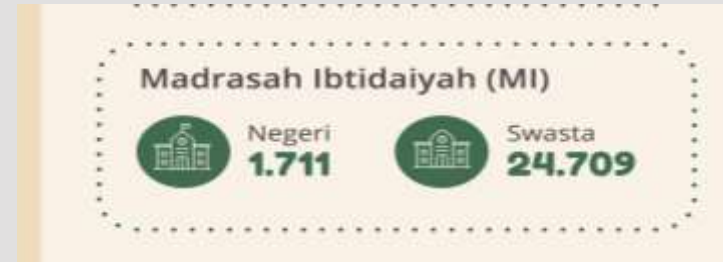 Madrasah Ibtidaiyah (MI)
Negeri
1.711
Swasta
24.709